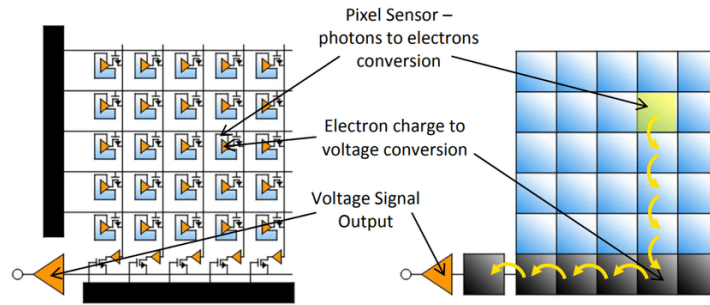 Pixel Sensor –
photons to electrons
conversion
Electron charge to
voltage conversion
Voltage Signal
Output